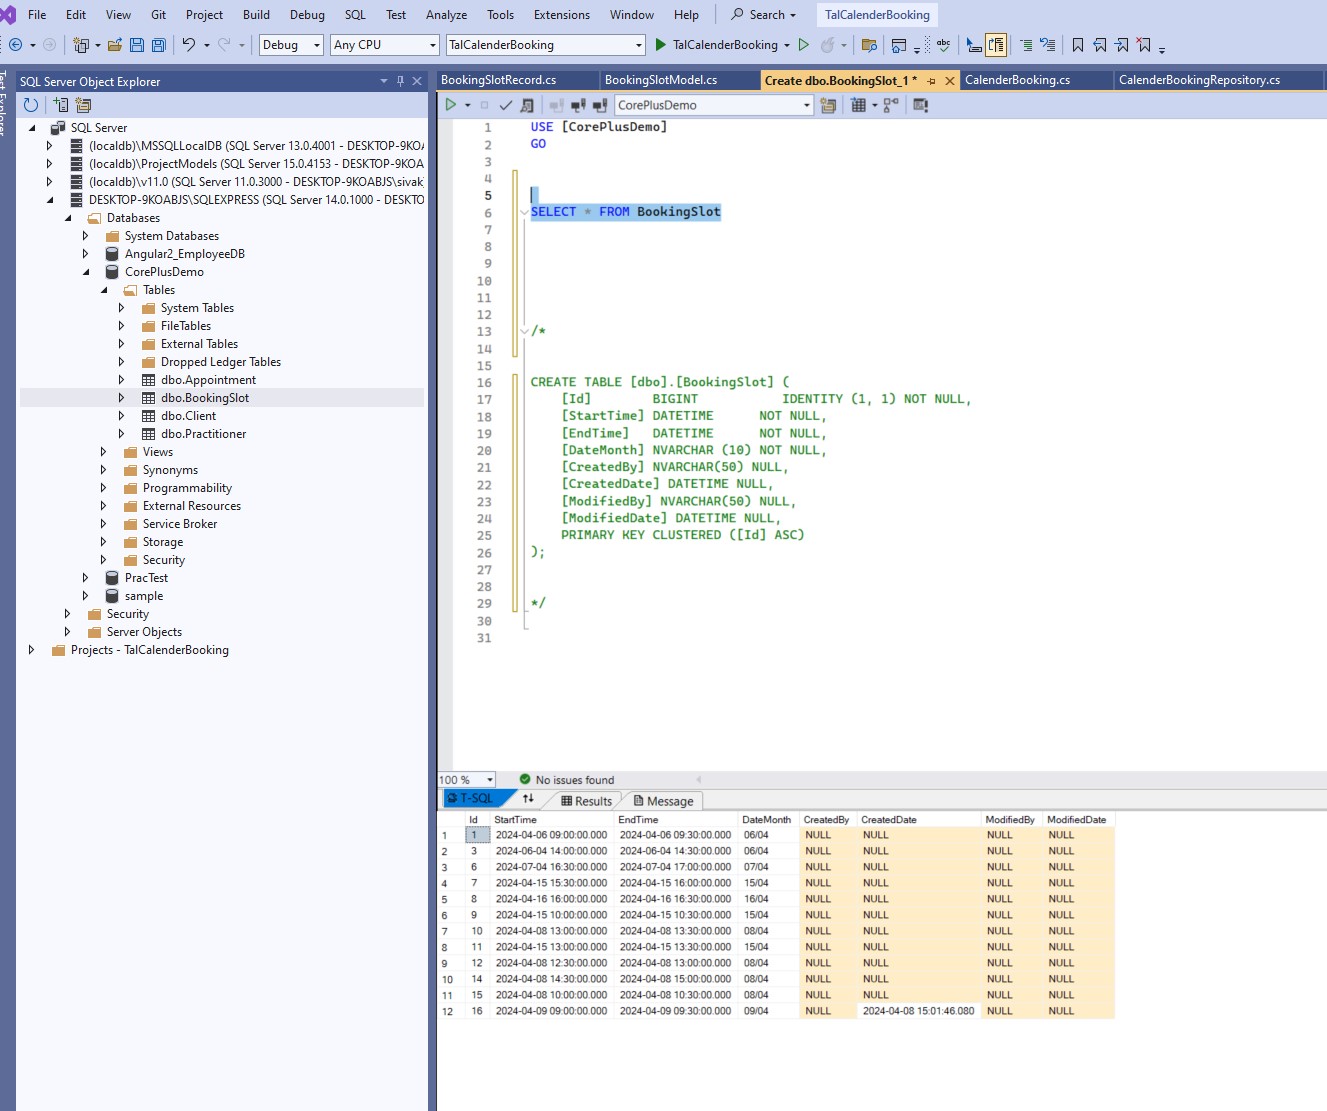 File Edit View Git Project Build Debug SQL Test Analyze Tools Extensions Window Help Search TalCalenderBooking
Debug Any CPU TalCalenderBooking TalCalenderBooking
Test Explorer
SQL Server Object Explorer
SQL Server
(localdb)\MSSQLLocalDB (SQL Server 13.0.4001 - DESKTOP-9KOA
(localdb)\ProjectModels (SQL Server 15.0.4153 - DESKTOP-9KOA
(localdb)\v11.0 (SQL Server 11.0.3000 - DESKTOP-9KOABJS\sivak
DESKTOP-9KOABJS\SQLEXPRESS (SQL Server 14.0.1000 - DESKTO
Databases
System Databases
Angular2_EmployeeDB
CorePlusDemo
Tables
System Tables
FileTables
External Tables
Dropped Ledger Tables
dbo.Appointment
dbo.BookingSlot
dbo.Client
dbo.Practitioner
Views
Synonyms
Programmability
External Resources
Service Broker
Storage
Security
PracTest
sample
Security
Server Objects
Projects - TalCalenderBooking
BookingSlotRecord.cs BookingSlotModel.cs Create dbo.BookingSlot_1 * CalenderBooking.cs CalenderBookingRepository.cs
CorePlusDemo
1 USE [CorePlusDemo]
2 GO
3
4
5
6 SELECT * FROM BookingSlot
7
8
9
10
11
12
13 /*
14
15
16 CREATE TABLE [dbo].[BookingSlot] (
17 [Id] BIGINT IDENTITY (1, 1) NOT NULL,
18 [StartTime] DATETIME NOT NULL,
19 [EndTime] DATETIME NOT NULL,
20 [DateMonth] NVARCHAR (10) NOT NULL,
21 [CreatedBy] NVARCHAR(50) NULL,
22 [CreatedDate] DATETIME NULL,
23 [ModifiedBy] NVARCHAR(50) NULL,
24 [ModifiedDate] DATETIME NULL,
25 PRIMARY KEY CLUSTERED ([Id] ASC)
26 );
27
28
29 */
30
31
100 % No issues found
T-SQL Results Message
Id StartTime EndTime DateMonth CreatedBy CreatedDate ModifiedBy ModifiedDate
1 1 2024-04-06 09:00:00.000 2024-04-06 09:30:00.000 06/04 NULL NULL NULL NULL
2 3 2024-06-04 14:00:00.000 2024-06-04 14:30:00.000 06/04 NULL NULL NULL NULL
3 6 2024-07-04 16:30:00.000 2024-07-04 17:00:00.000 07/04 NULL NULL NULL NULL
4 7 2024-04-15 15:30:00.000 2024-04-15 16:00:00.000 15/04 NULL NULL NULL NULL
5 8 2024-04-16 16:00:00.000 2024-04-16 16:30:00.000 16/04 NULL NULL NULL NULL
6 9 2024-04-15 10:00:00.000 2024-04-15 10:30:00.000 15/04 NULL NULL NULL NULL
7 10 2024-04-08 13:00:00.000 2024-04-08 13:30:00.000 08/04 NULL NULL NULL NULL
8 11 2024-04-15 13:00:00.000 2024-04-15 13:30:00.000 15/04 NULL NULL NULL NULL
9 12 2024-04-08 12:30:00.000 2024-04-08 13:00:00.000 08/04 NULL NULL NULL NULL
10 14 2024-04-08 14:30:00.000 2024-04-08 15:00:00.000 08/04 NULL NULL NULL NULL
11 15 2024-04-08 10:00:00.000 2024-04-08 10:30:00.000 08/04 NULL NULL NULL NULL
12 16 2024-04-09 09:00:00.000 2024-04-09 09:30:00.000 09/04 NULL 2024-04-08 15:01:46.080 NULL NULL